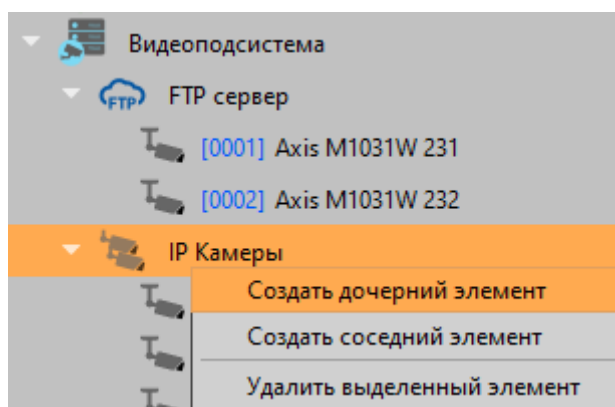 Видеоподсистема
FTP FTP сервер
[0001] Axis M1031W 231
[0002] Axis M1031W 232
IP Камеры
Создать дочерний элемент
Создать соседний элемент
Удалить выделенный элемент